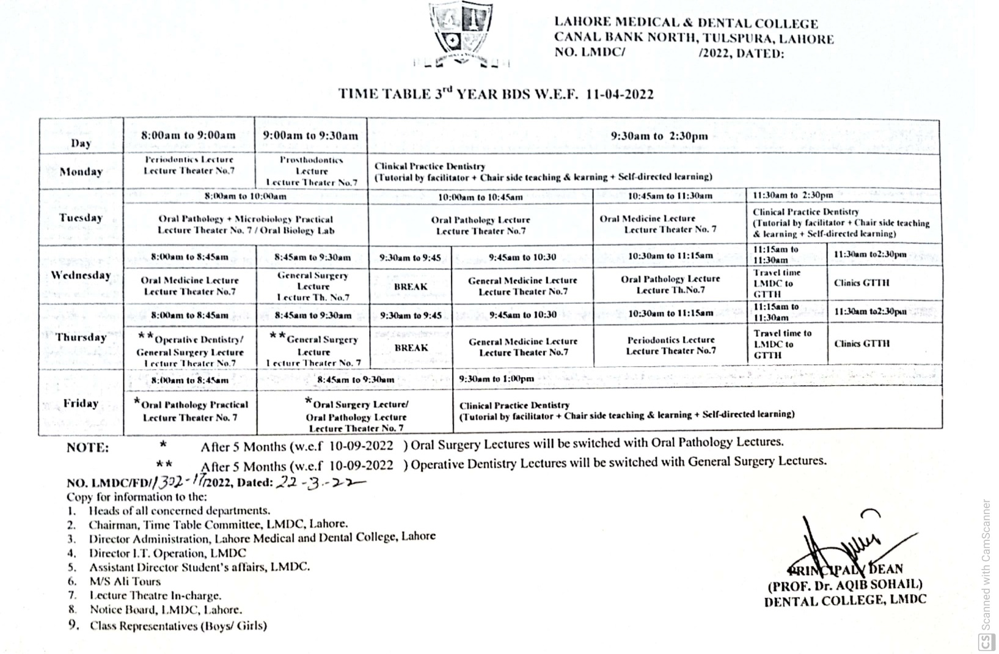 LAHORE MEDICAL & DENTAL COLLEGE
CANAL BANK NORTH, TULSPURA, LAHORE
NO. LMDC/ /2022, DATED:
TIME TABLE 3rd YEAR BDS W.E.F. 11-04-2022
Day
8:00am to 9:00am
9:00am to 9:30am
9:30am to 2:30pm
Monday
Periodontics Lecture
Lecture Theater No.7
Prosthodontics
Lecture
Lecture Theater No.7
Clinical Practice Dentistry
(Tutorial by facilitator + Chair side teaching & learning + Self-directed learning)
Tuesday
8:00am to 10:00am
10:00am to 10:45am
10:45am to 11:30am
11:30am to 2:30pm
Oral Pathology + Microbiology Practical
Lecture Theater No. 7 / Oral Biology Lab
Oral Pathology Lecture
Lecture Theater No.7
Oral Medicine Lecture
Lecture Theater No. 7
Clinical Practice Dentistry
(Tutorial by facilitator + Chair side teaching
& learning + Self-directed learning)
Wednesday
8:00am to 8:45am
8:45am to 9:30am
9:30am to 9:45
9:45am to 10:30
10:30am to 11:15am
11:15am to
11:30am
11:30am to2:30pm
Oral Medicine Lecture
Lecture Theater No.7
General Surgery
Lecture
Lecture Th. No.7
BREAK
General Medicine Lecture
Lecture Theater No.7
Oral Pathology Lecture
Lecture Th.No.7
Travel time
LMDC to
GTTH
Clinics GTTH
Thursday
8:00am to 8:45am
8:45am to 9:30am
9:30am to 9:45
9:45am to 10:30
10:30am to 11:15am
11:15am to
11:30am
11:30am to2:30pm
**Operative Dentistry/
General Surgery Lecture
Lecture Theater No.7
**General Surgery
Lecture
Lecture Theater No. 7
BREAK
General Medicine Lecture
Lecture Theater No.7
Periodontics Lecture
Lecture Theater No.7
Travel time to
LMDC to
GTTH
Clinics GTTH
Friday
8:00am to 8:45am
8:45am to 9:30am
9:30am to 1:00pm
*Oral Pathology Practical
Lecture Theater No. 7
*Oral Surgery Lecture/
Oral Pathology Lecture
Lecture Theater No. 7
Clinical Practice Dentistry
(Tutorial by facilitator + Chair side teaching & learning + Self-directed learning)
NOTE: * After 5 Months (w.e.f 10-09-2022 ) Oral Surgery Lectures will be switched with Oral Pathology Lectures.
** After 5 Months (w.e.f 10-09-2022 ) Operative Dentistry Lectures will be switched with General Surgery Lectures.
NO. LMDC/FD/1302-17/2022, Dated: 22-3-22
Copy for information to the:
1. Heads of all concerned departments.
2. Chairman, Time Table Committee, LMDC, Lahore.
3. Director Administration, Lahore Medical and Dental College, Lahore
4. Director I.T. Operation, LMDC
5. Assistant Director Student's affairs, LMDC.
6. M/S Ali Tours
7. Lecture Theatre In-charge.
8. Notice Board, LMDC, Lahore.
9. Class Representatives (Boys/ Girls)
PRINCIPAL/ DEAN
(PROF. Dr. AQIB SOHAIL)
DENTAL COLLEGE, LMDC
CS Scanned with CamScanner